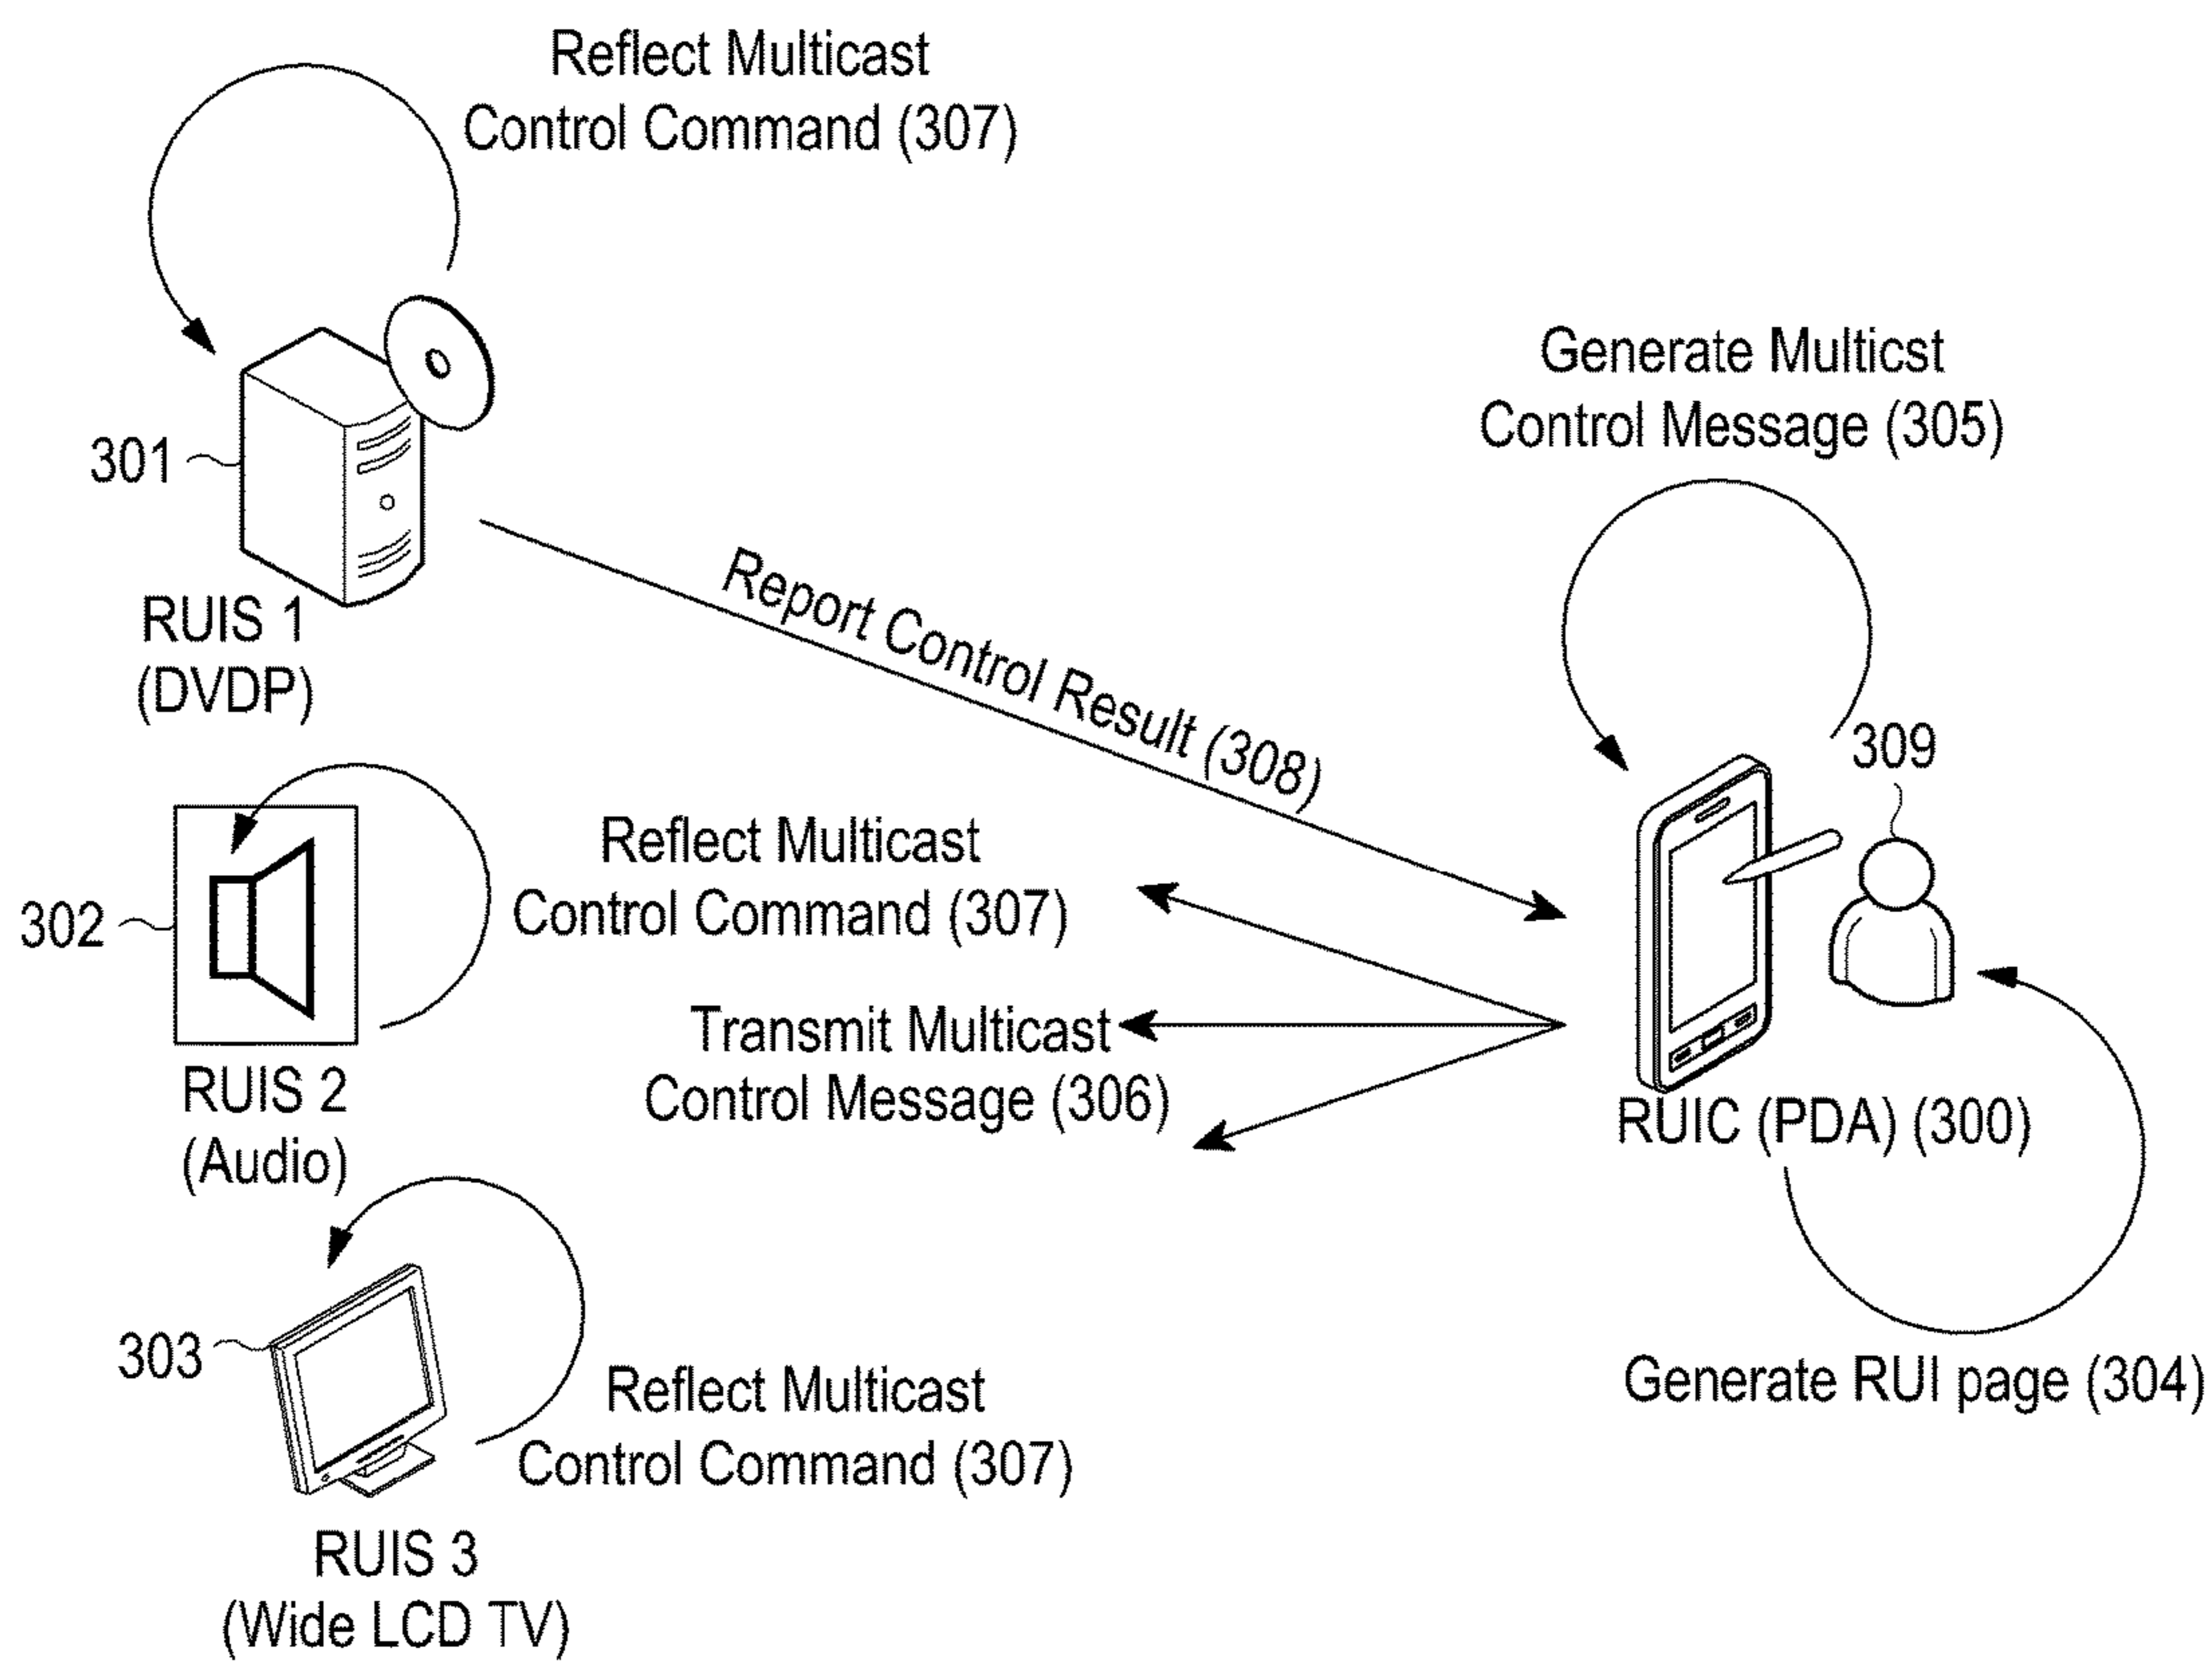 Reflect Multicast
Control Command (307)
301
RUIS 1
(DVDP)
Report Control Result (308)
Generate Multicst
Control Message (305)
309
302
Reflect Multicast
Control Command (307)
RUIS 2
(Audio)
Transmit Multicast
Control Message (306)
RUIC (PDA) (300)
Generate RUI page (304)
303
Reflect Multicast
Control Command (307)
RUIS 3
(Wide LCD TV)